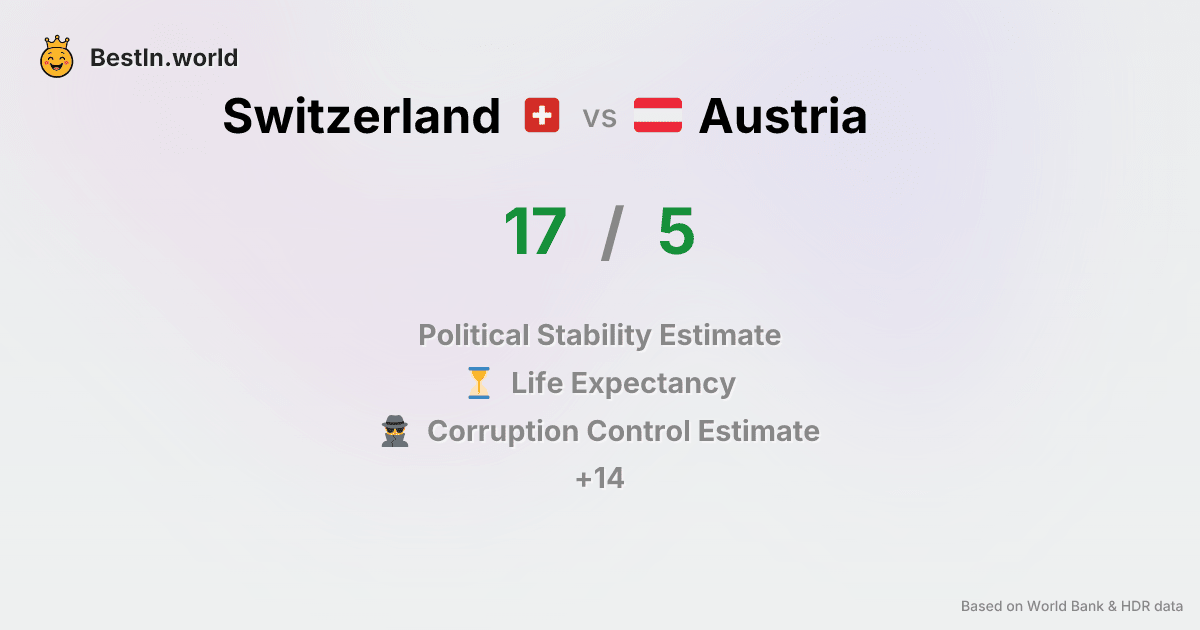 BestIn.world
Switzerland vs Austria
17 / 5
Political Stability Estimate
Life Expectancy
Corruption Control Estimate
+14
Based on World Bank & HDR data